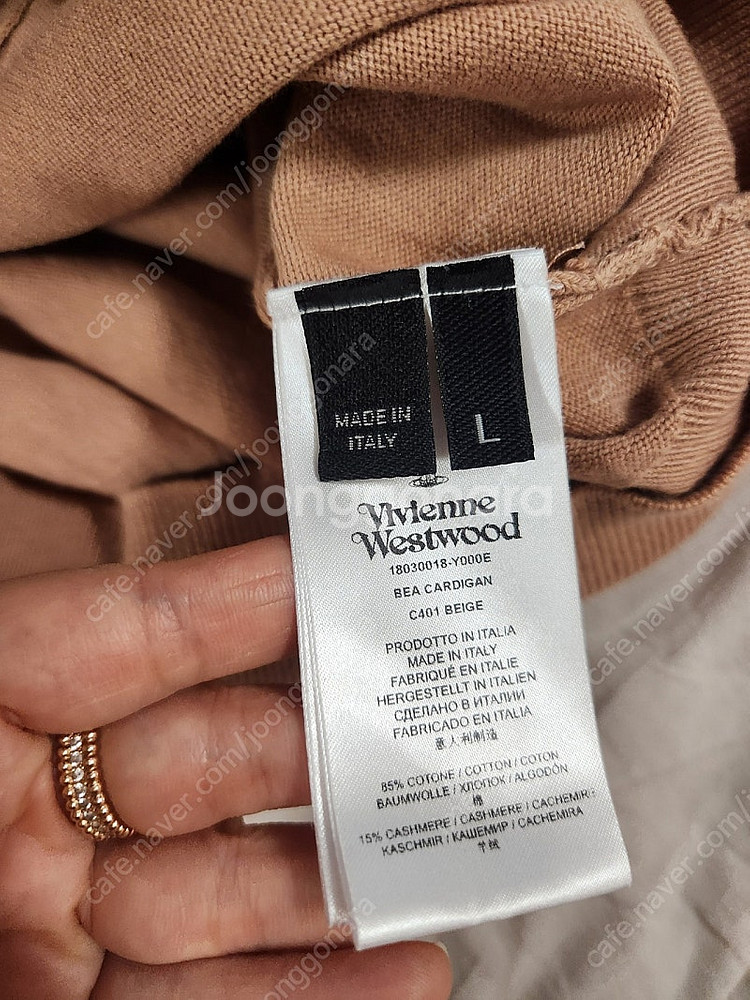 MADE IN
ITALY
L
Joonggonara
Vivienne
Westwood
18030018-Y000E
BEA CARDIGAN
C401 BEIGE
PRODOTTO IN ITALIA
MADE IN ITALY
FABRIQUÉ EN ITALIE
HERGESTELLT IN ITALIEN
СДЕЛАНО В ИТАЛИИ
FABRICADO EN ITALIA
意大利制造
85% COTONE / COTTON / COTON
BAUMWOLLE / ХЛОПОК / ALGODÓN
棉
15% CASHMERE / CASHMERE / CACHEMIRE
KASCHMIR / КАШЕМИР / CACHEMIRA
羊绒
cafe.naver.com/joonggonara